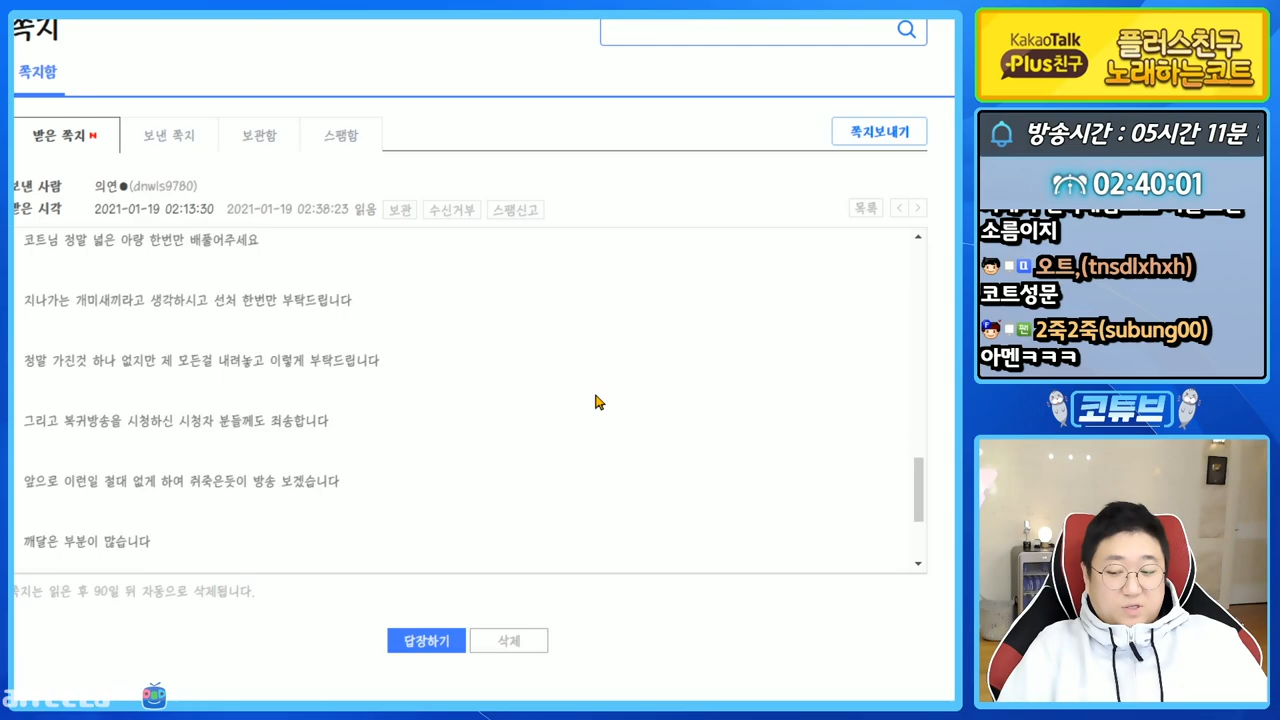 쪽지
쪽지함
받은 쪽지 N
보낸 쪽지
보관함
스팸함
쪽지보내기
보낸 사람
의연●(dnwls9780)
받은 시각
2021-01-19 02:13:30
2021-01-19 02:38:23 읽음
보관
수신거부
스팸신고
목록
코트님 정말 넓은 아량 한번만 배풀어주세요
지나가는 개미새끼라고 생각하시고 선처 한번만 부탁드립니다
정말 가진것 하나 없지만 제 모든걸 내려놓고 이렇게 부탁드립니다
그리고 복귀방송을 시청하신 시청자 분들께도 죄송합니다
앞으로 이런일 절대 없게 하여 쥐죽은듯이 방송 보겠습니다
깨달은 부분이 많습니다
쪽지는 읽은 후 90일 뒤 자동으로 삭제됩니다.
답장하기
삭제
KakaoTalk
Plus친구
플러스친구
노래하는코트
방송시간 : 05시간 11분
02:40:01
소름이지
오트,(tnsdlxhxh)
코트성문
팬 2죽2죽(subung00)
아멘ㅋㅋㅋ
코튜브